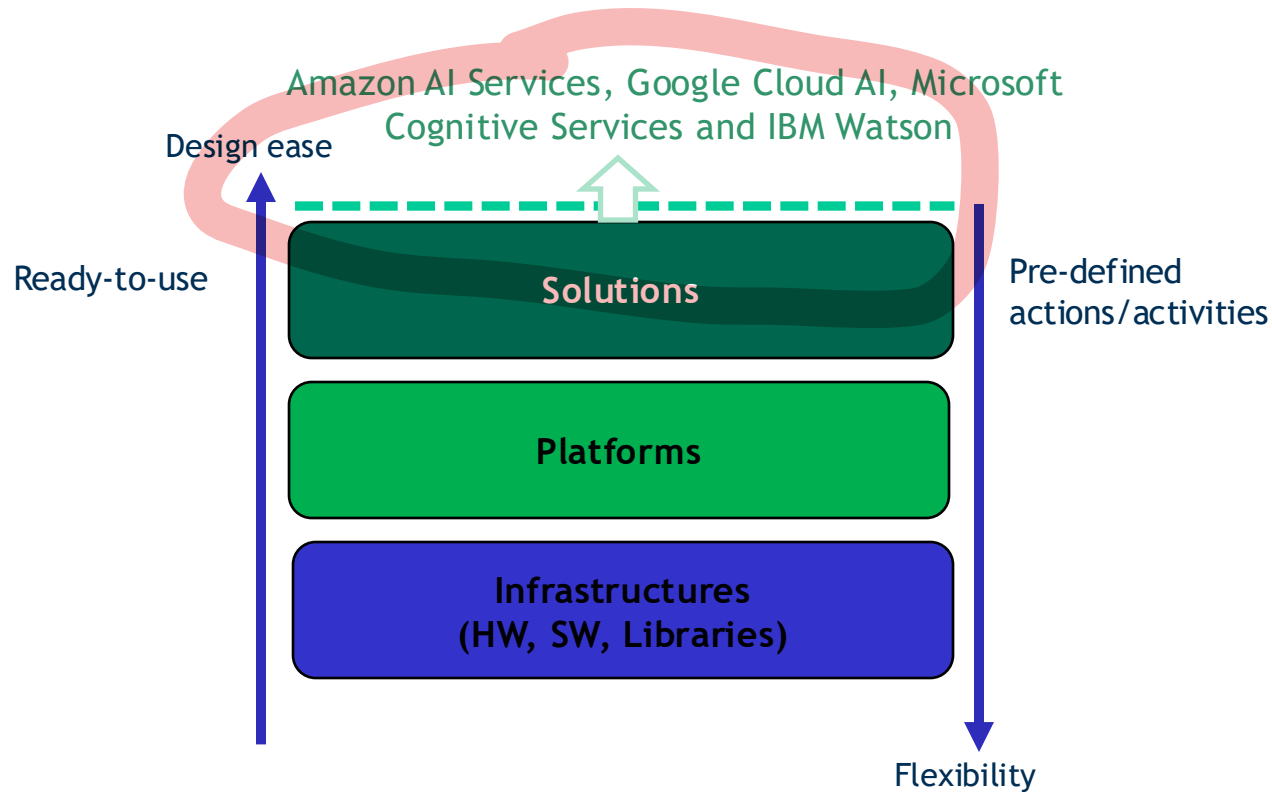 Amazon AI Services, Google Cloud AI, Microsoft
Cognitive Services and IBM Watson
Design ease
Ready-to-use
Solutions
Pre-defined
actions/activities
Platforms
Infrastructures
(HW, SW, Libraries)
Flexibility